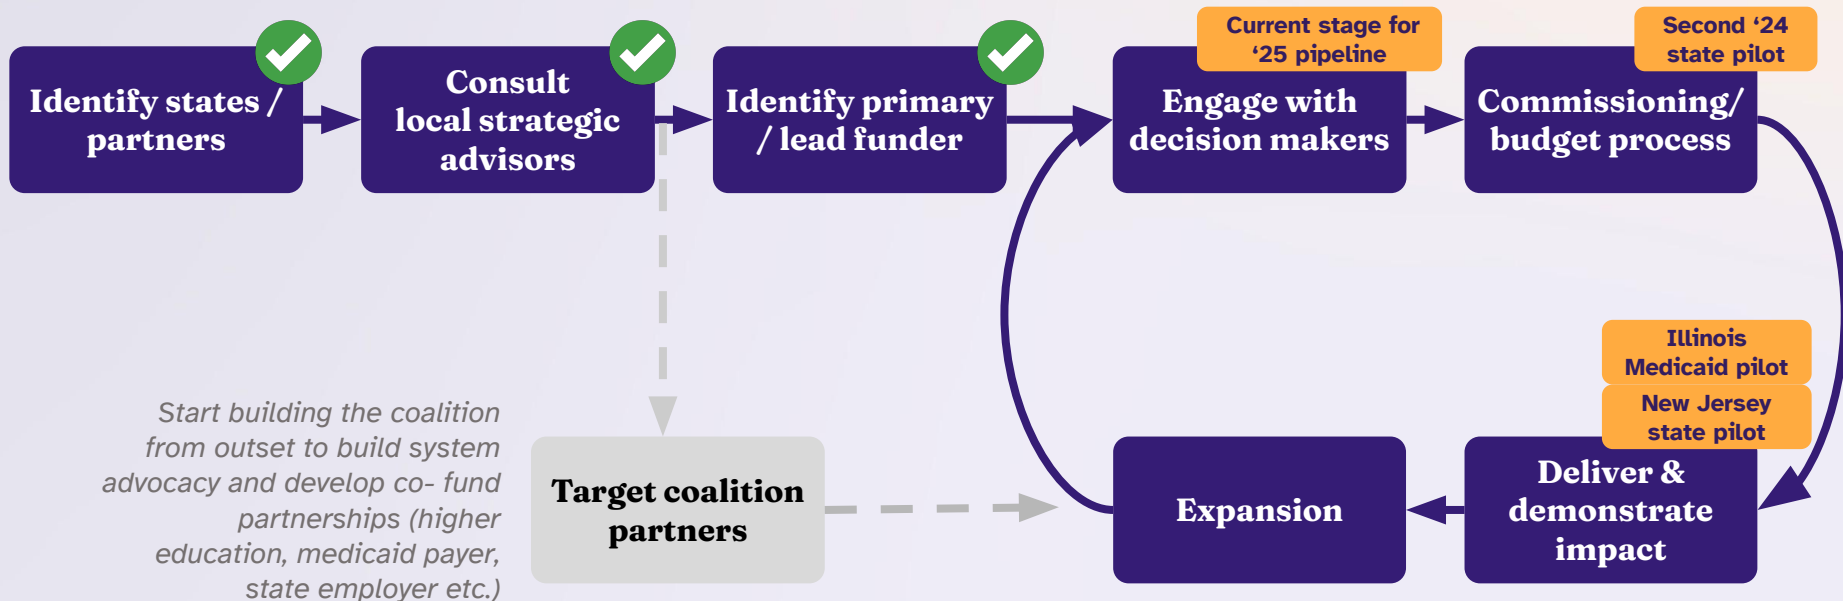 Current stage for
‘25 pipeline
Second ‘24
state pilot
Identify states /
partners
Consult
local strategic
advisors
Identify primary
/ lead funder
Engage with
decision makers
Commissioning/
budget process
Illinois
Medicaid pilot
New Jersey
state pilot
Start building the coalition
from outset to build system
advocacy and develop co- fund
partnerships (higher
education, medicaid payer,
state employer etc.)
Target coalition
partners
Expansion
Deliver &
demonstrate
impact